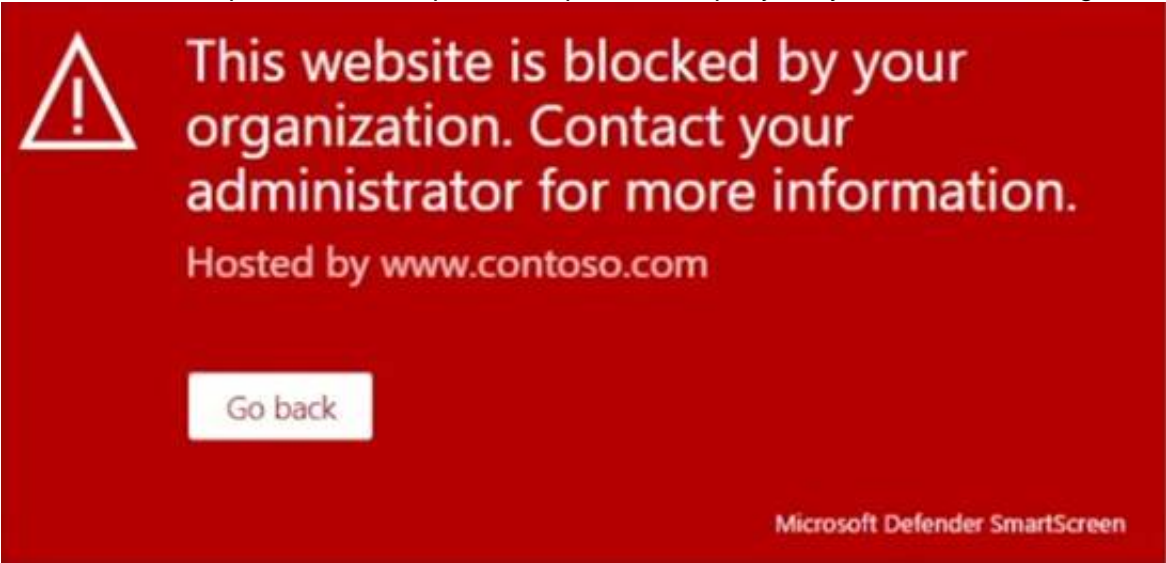 This website is blocked by your
organization. Contact your
administrator for more information.
Hosted by www.contoso.com
Go back
Microsoft Defender SmartScreen